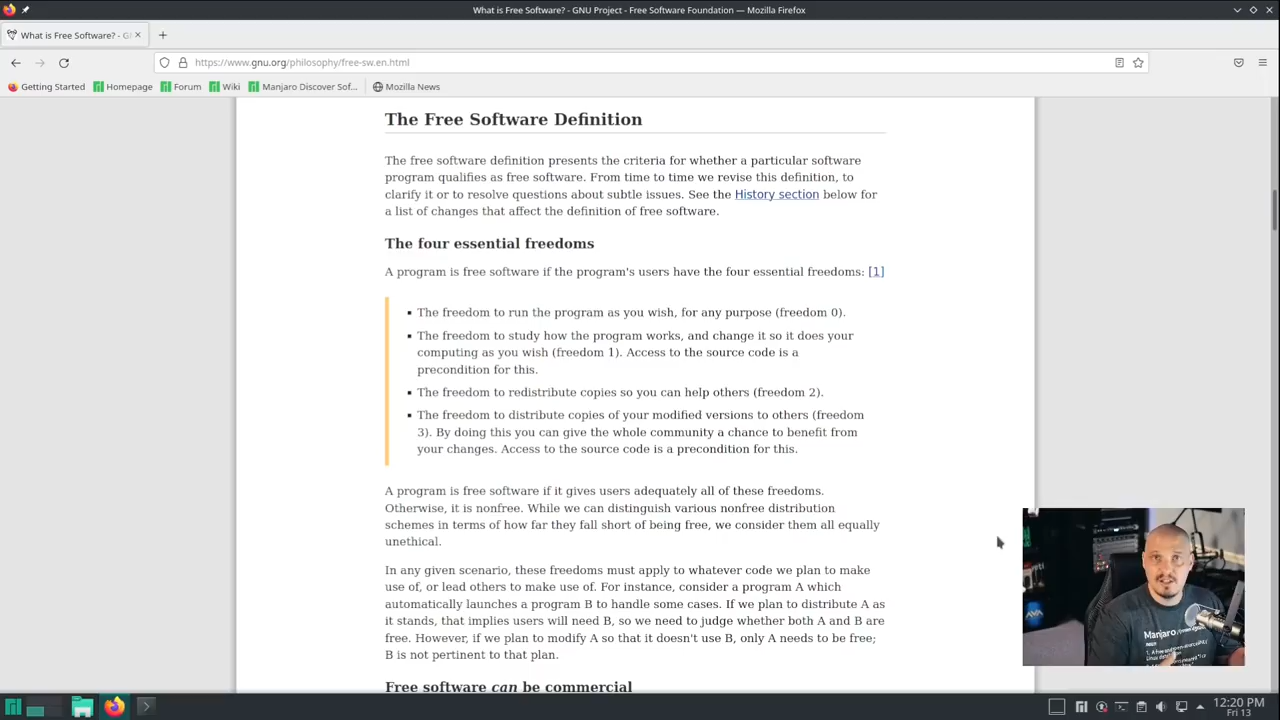 What is Free Software? - GNU Project - Free Software Foundation — Mozilla Firefox
What is Free Software? - G
https://www.gnu.org/philosophy/free-sw.en.html
Getting Started Homepage Forum Wiki Manjaro Discover Sof... Mozilla News
The Free Software Definition
The free software definition presents the criteria for whether a particular software
program qualifies as free software. From time to time we revise this definition, to
clarify it or to resolve questions about subtle issues. See the History section below for
a list of changes that affect the definition of free software.
The four essential freedoms
A program is free software if the program's users have the four essential freedoms: [1]
▪ The freedom to run the program as you wish, for any purpose (freedom 0).
▪ The freedom to study how the program works, and change it so it does your
computing as you wish (freedom 1). Access to the source code is a
precondition for this.
▪ The freedom to redistribute copies so you can help others (freedom 2).
▪ The freedom to distribute copies of your modified versions to others (freedom
3). By doing this you can give the whole community a chance to benefit from
your changes. Access to the source code is a precondition for this.
A program is free software if it gives users adequately all of these freedoms.
Otherwise, it is nonfree. While we can distinguish various nonfree distribution
schemes in terms of how far they fall short of being free, we consider them all equally
unethical.
In any given scenario, these freedoms must apply to whatever code we plan to make
use of, or lead others to make use of. For instance, consider a program A which
automatically launches a program B to handle some cases. If we plan to distribute A as
it stands, that implies users will need B, so we need to judge whether both A and B are
free. However, if we plan to modify A so that it doesn't use B, only A needs to be free;
B is not pertinent to that plan.
Free software can be commercial
Manjaro
12:20 PM
Fri 13